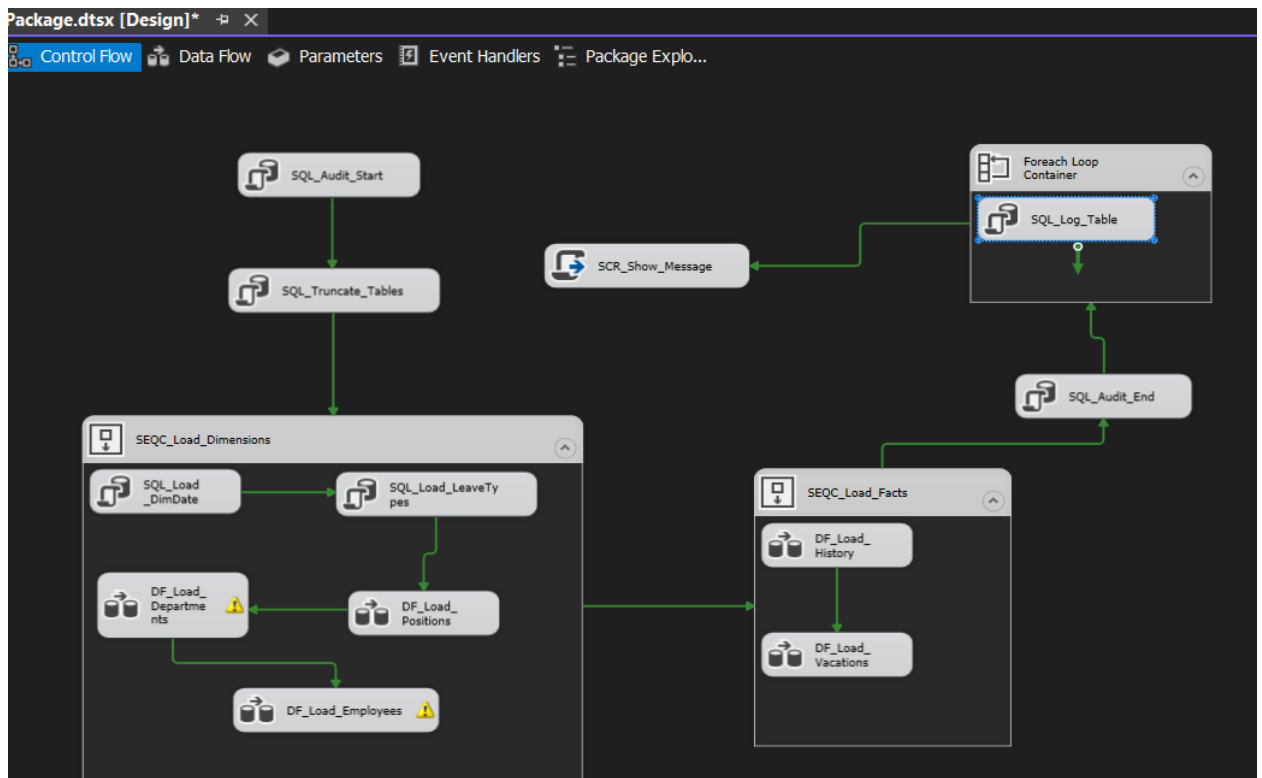 Package.dtsx [Design]*
Control Flow
Data Flow
Parameters
Event Handlers
Package Explo...
SQL_Audit_Start
SQL_Truncate_Tables
SEQC_Load_Dimensions
SQL_Load
_DimDate
SQL_Load_LeaveTy
pes
DF_Load_
Departme
nts
DF_Load_
Positions
DF_Load_Employees
SEQC_Load_Facts
DF_Load_
History
DF_Load_
Vacations
SQL_Audit_End
Foreach Loop
Container
SQL_Log_Table
SCR_Show_Message